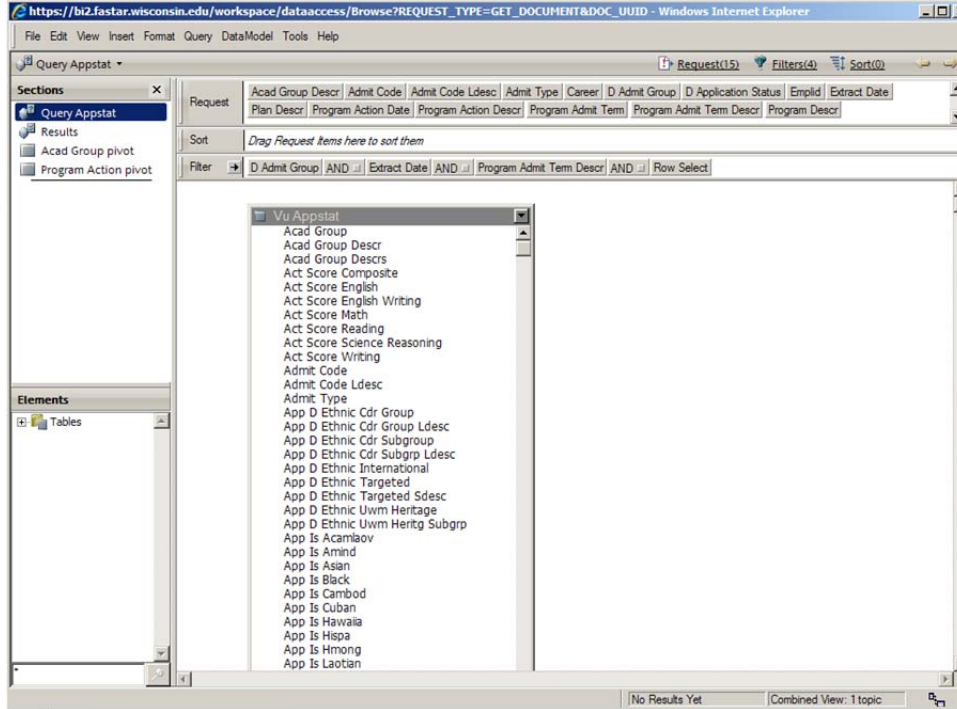 https://bi2.fastar.wisconsin.edu/workspace/dataaccess/Browse?REQUEST_TYPE=GET_DOCUMENT&DOC_UUID - Windows Internet Explorer
File Edit View Insert Format Query DataModel Tools Help
Query Appstat Request(15) Filters(4) Sort(0)
Sections
Query Appstat
Results
Acad Group pivot
Program Action pivot
Request Acad Group Descr Admit Code Admit Code Ldesc Admit Type Career D Admit Group D Application Status Emplid Extract Date
Plan Descr Program Action Date Program Action Descr Program Admit Term Program Admit Term Descr Program Descr
Sort Drag Request items here to sort them
Filter D Admit Group AND Extract Date AND Program Admit Term Descr AND Row Select
Vu Appstat
Acad Group
Acad Group Descr
Acad Group Descrs
Act Score Composite
Act Score English
Act Score English Writing
Act Score Math
Act Score Reading
Act Score Science Reasoning
Act Score Writing
Admit Code
Admit Code Ldesc
Admit Type
App D Ethnic Cdr Group
App D Ethnic Cdr Group Ldesc
App D Ethnic Cdr Subgroup
App D Ethnic Cdr Subgrp Ldesc
App D Ethnic International
App D Ethnic Targeted
App D Ethnic Targeted Sdesc
App D Ethnic Uwm Heritage
App D Ethnic Uwm Heritg Subgrp
App Is Acamlaov
App Is Amind
App Is Asian
App Is Black
App Is Cambod
App Is Cuban
App Is Hawaiia
App Is Hispa
App Is Hmong
App Is Laotian
Elements
Tables
*
No Results Yet Combined View: 1 topic